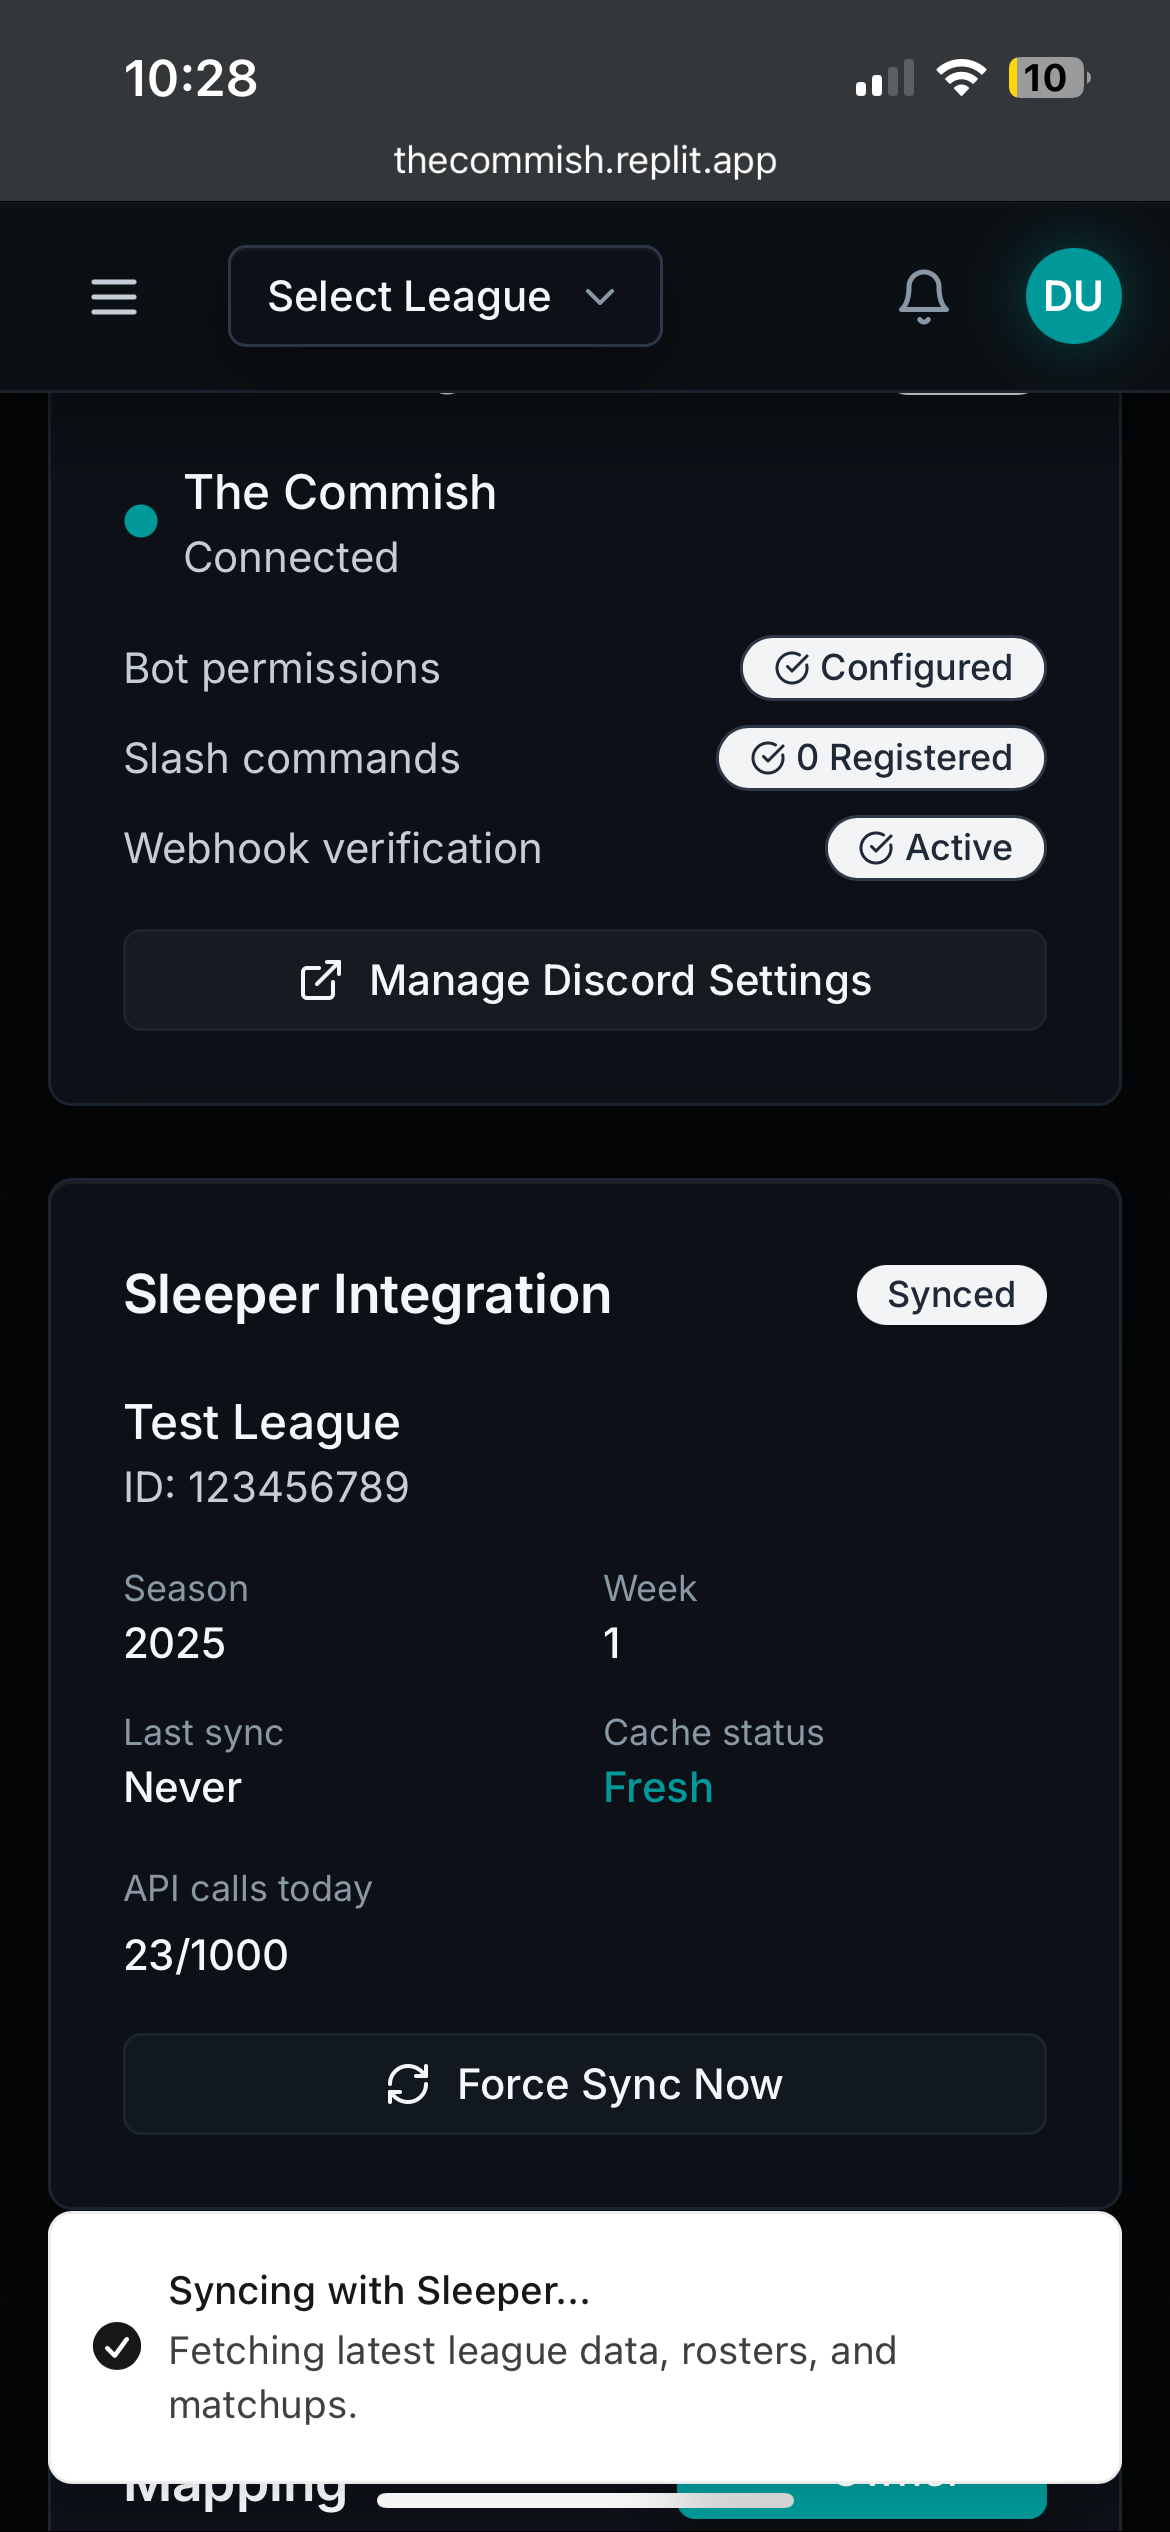 10:28
10
thecommish.replit.app
Select League
DU
The Commish
Connected
Bot permissions
Configured
Slash commands
0 Registered
Webhook verification
Active
Manage Discord Settings
Sleeper Integration
Synced
Test League
ID: 123456789
Season
Week
2025
1
Last sync
Cache status
Never
Fresh
API calls today
23/1000
Force Sync Now
Syncing with Sleeper...
Fetching latest league data, rosters, and
matchups.
Mapping